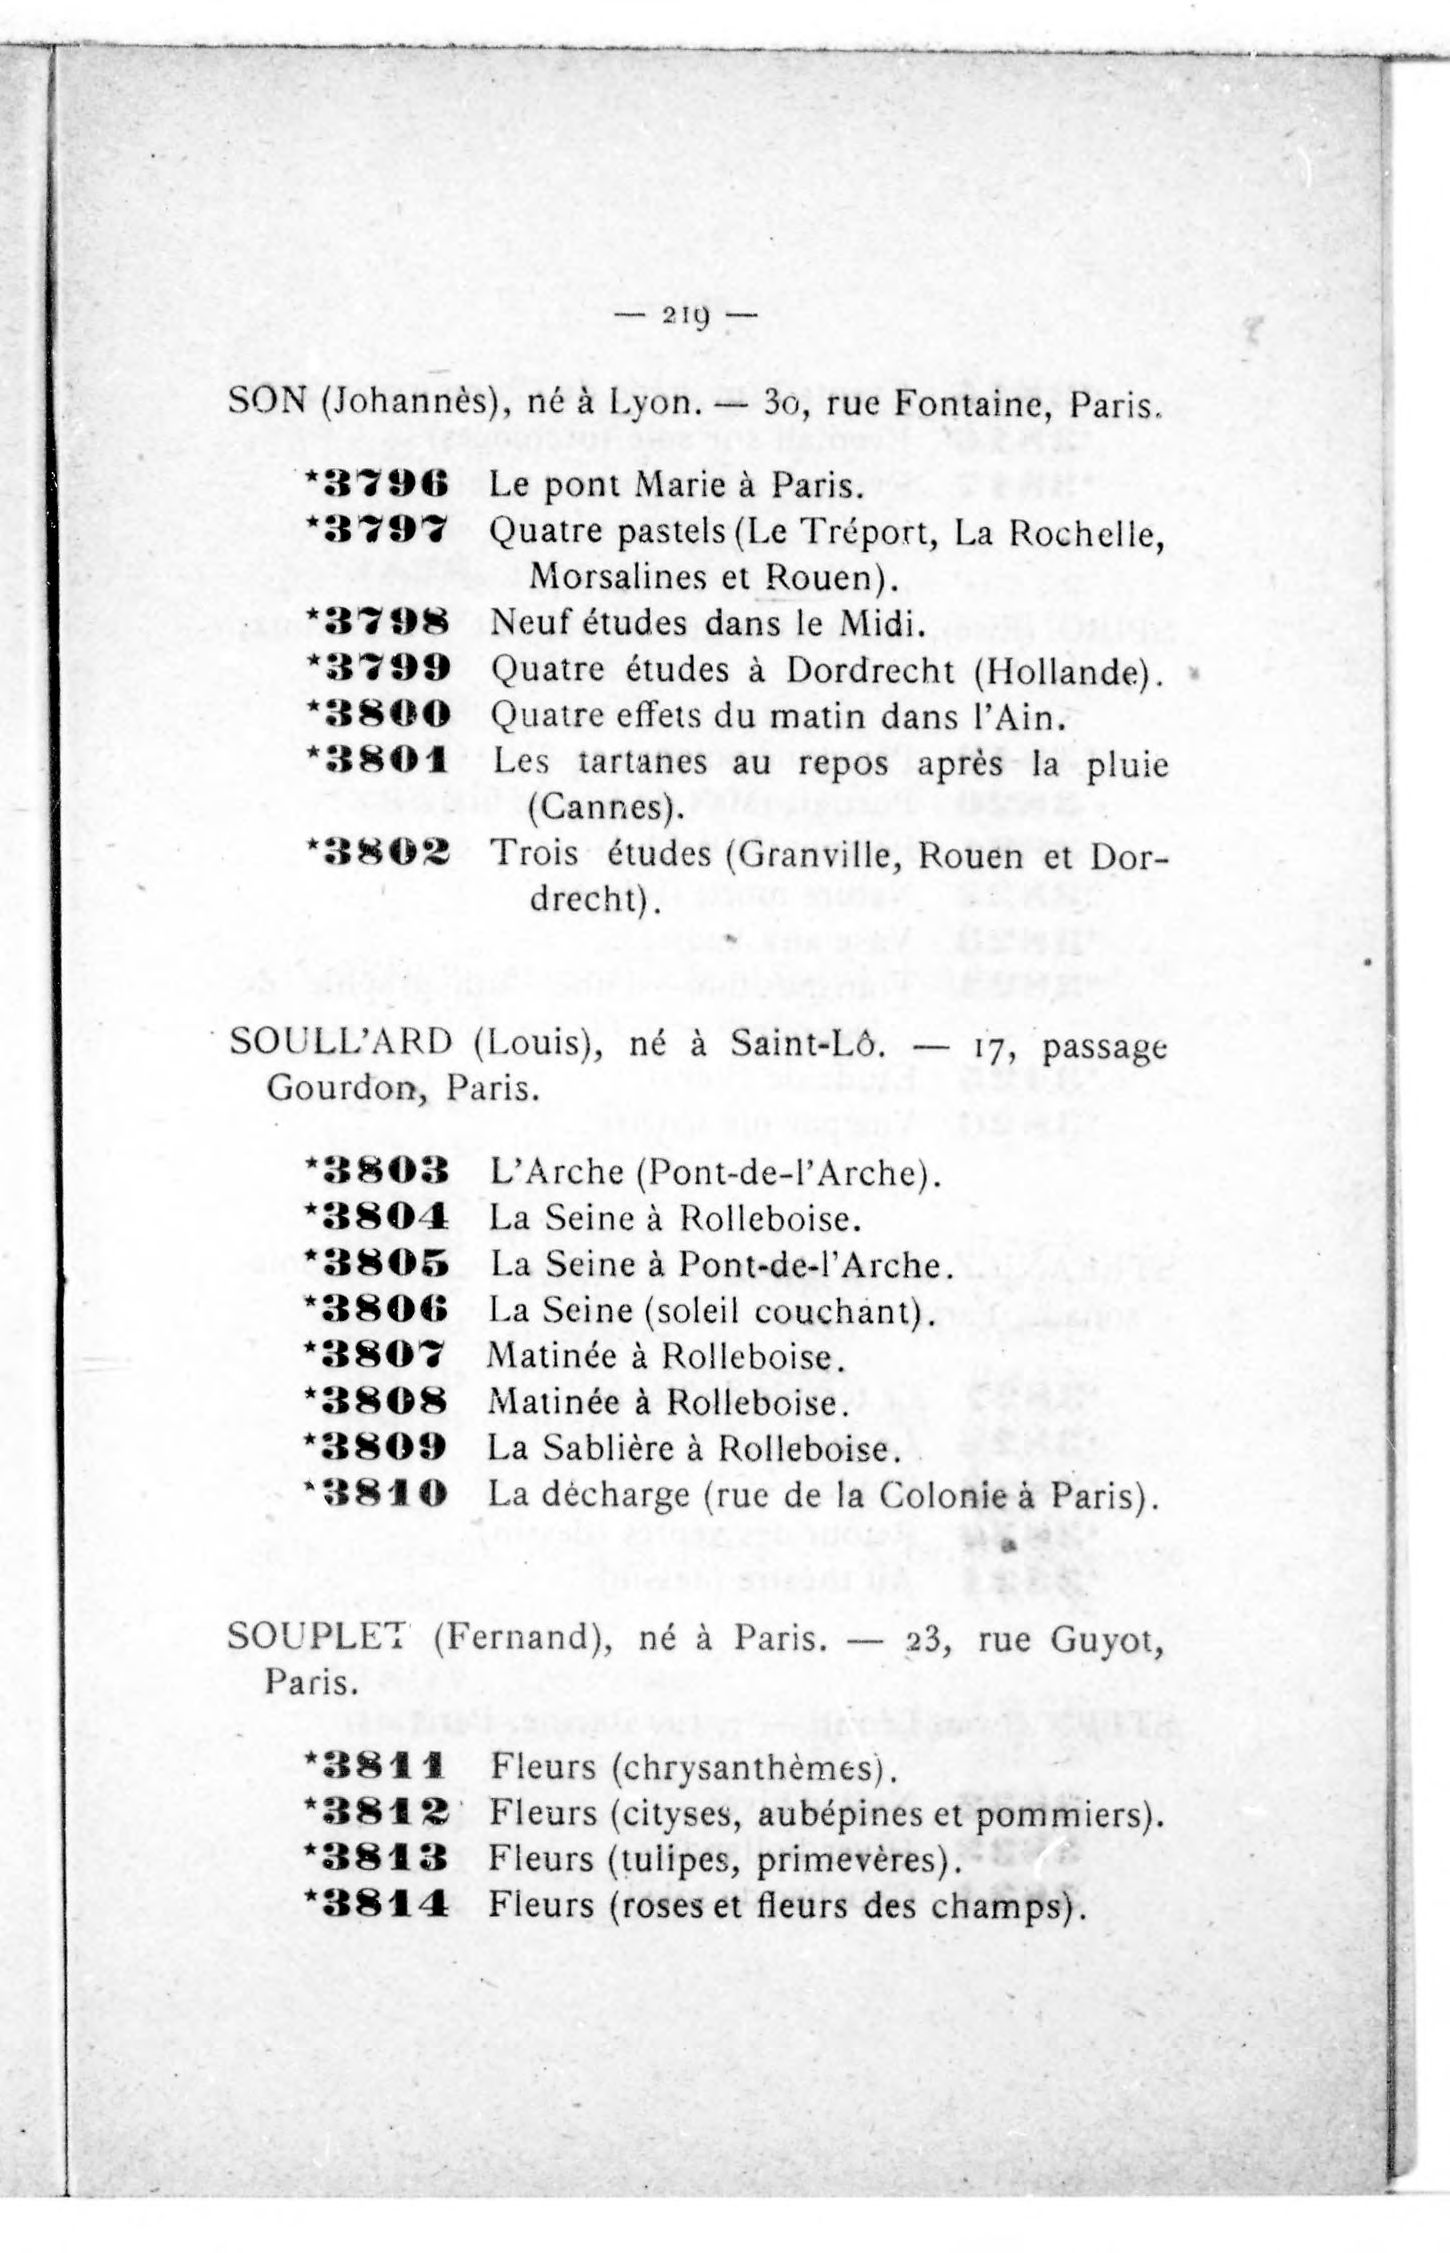 — 219 —
SON (Johannès), né à Lyon. — 30, rue Fontaine, Paris.
*3796 Le pont Marie à Paris.
*3797 Quatre pastels (Le Tréport, La Rochelle,
Morsalines et Rouen).
*3798 Neuf études dans le Midi.
*3799 Quatre études à Dordrecht (Hollande).
*3800 Quatre effets du matin dans l'Ain.
*3801 Les tartanes au repos après la pluie
(Cannes).
*3802 Trois études (Granville, Rouen et Dor-
drecht).
SOULL'ARD (Louis), né à Saint-Lô. — 17, passage
Gourdon, Paris.
*3803 L'Arche (Pont-de-l'Arche).
*3804 La Seine à Rolleboise.
*3805 La Seine à Pont-de-l'Arche.
*3806 La Seine (soleil couchant).
*3807 Matinée à Rolleboise.
*3808 Matinée à Rolleboise.
*3809 La Sablière à Rolleboise.
*3810 La décharge (rue de la Colonie à Paris).
SOUPLET (Fernand), né à Paris. — 23, rue Guyot,
Paris.
*3811 Fleurs (chrysanthèmes).
*3812 Fleurs (cityses, aubépines et pommiers).
*3813 Fleurs (tulipes, primevères).
*3814 Fleurs (roses et fleurs des champs).